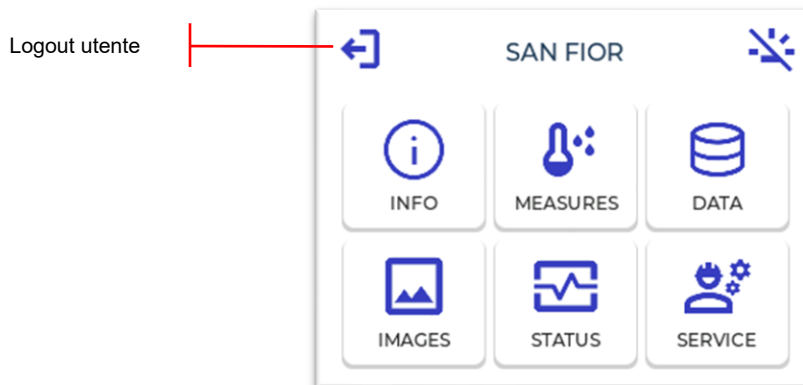 Logout utente
SAN FIOR
INFO
MEASURES
DATA
IMAGES
STATUS
SERVICE